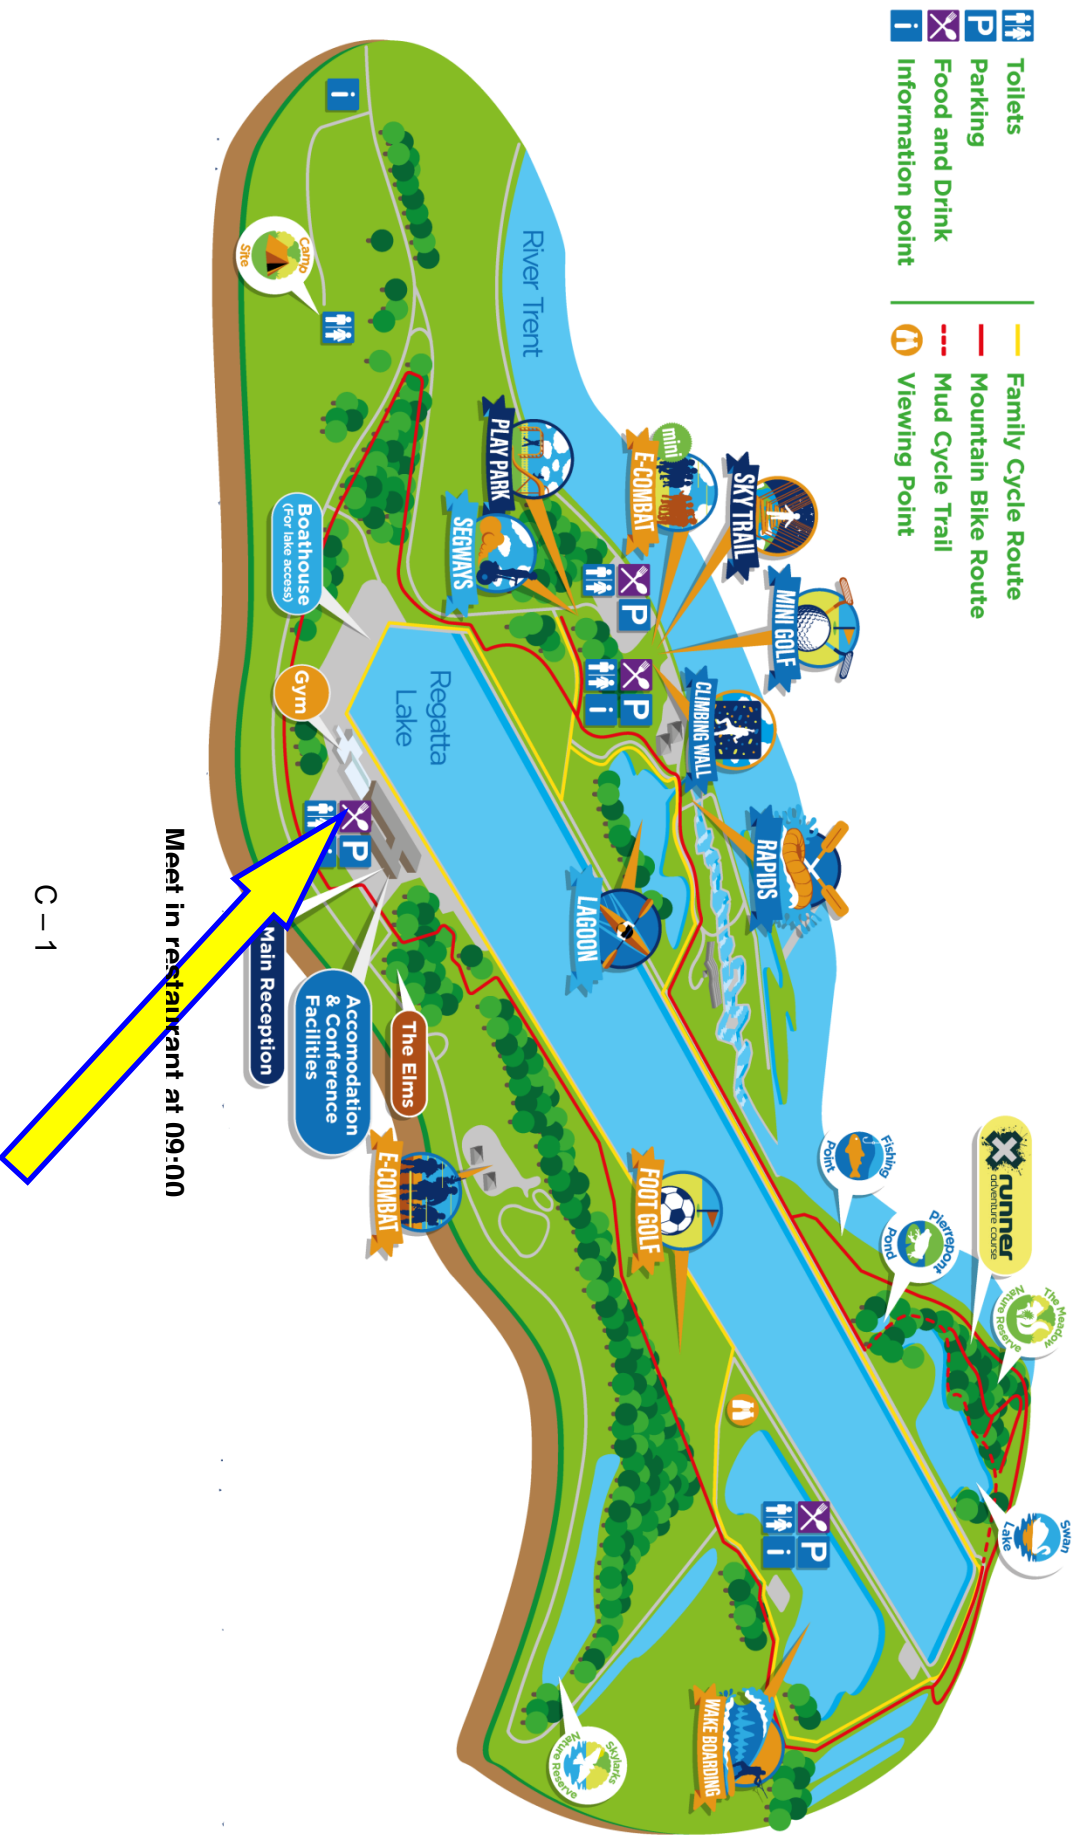 Toilets
Parking
Food and Drink
Information point
Family Cycle Route
Mountain Bike Route
Mud Cycle Trail
Viewing Point
i
Camp
Site
River Trent
PLAY PARK
SEGWAYS
mini
E-COMBAT
SKY TRAIL
MINI GOLF
CLIMBING WALL
RAPIDS
P
P
i
Boathouse
(For lake access)
Gym
Regatta
Lake
P
LAGOON
Main Reception
Accomodation
& Conference
Facilities
The Elms
E-COMBAT
FOOT GOLF
Fishing
Point
Pierrepont
Pond
X runner
adventure course
The Meadow
Nature Reserve
Swan
Lake
P
i
WAKE BOARDING
Skylarks
Nature Reserve
Meet in restaurant at 09:00
C – 1